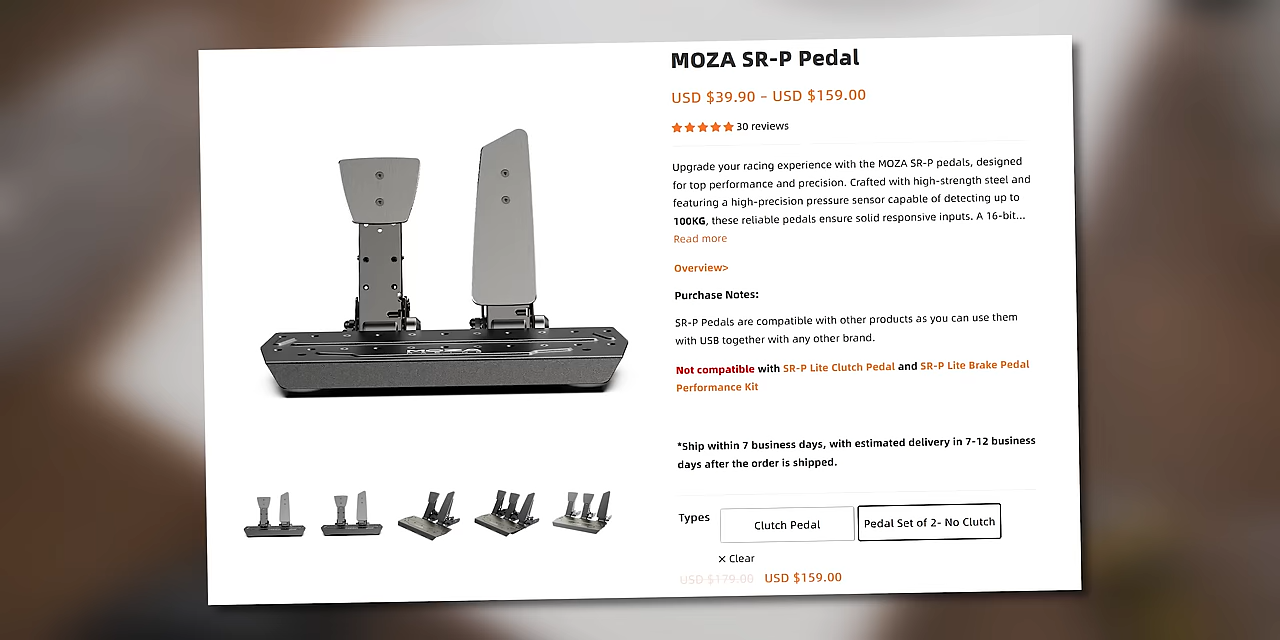 MOZA SR-P Pedal
USD $39.90 – USD $159.00
30 reviews
Upgrade your racing experience with the MOZA SR-P pedals, designed
for top performance and precision. Crafted with high-strength steel and
featuring a high-precision pressure sensor capable of detecting up to
100KG, these reliable pedals ensure solid responsive inputs. A 16-bit...
Read more
Overview>
Purchase Notes:
SR-P Pedals are compatible with other products as you can use them
with USB together with any other brand.
Not compatible with SR-P Lite Clutch Pedal and SR-P Lite Brake Pedal
Performance Kit
*Ship within 7 business days, with estimated delivery in 7-12 business
days after the order is shipped.
Types
Clutch Pedal
Pedal Set of 2- No Clutch
× Clear
USD $179.00 USD $159.00
MOZA